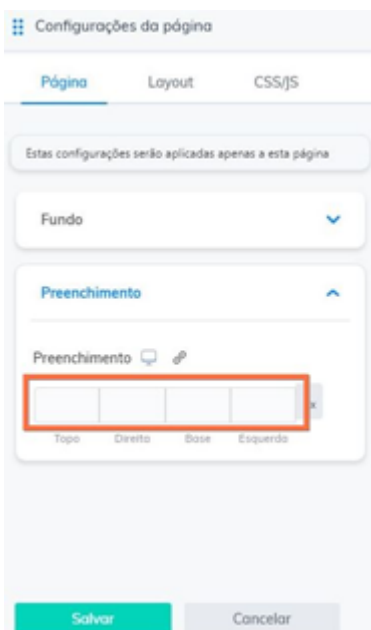 Configurações da página
Página Layout CSS/JS
Estas configurações serão aplicadas apenas a esta página
Fundo
Preenchimento
Preenchimento
Topo Direito Base Esquerda
Salvar Cancelar